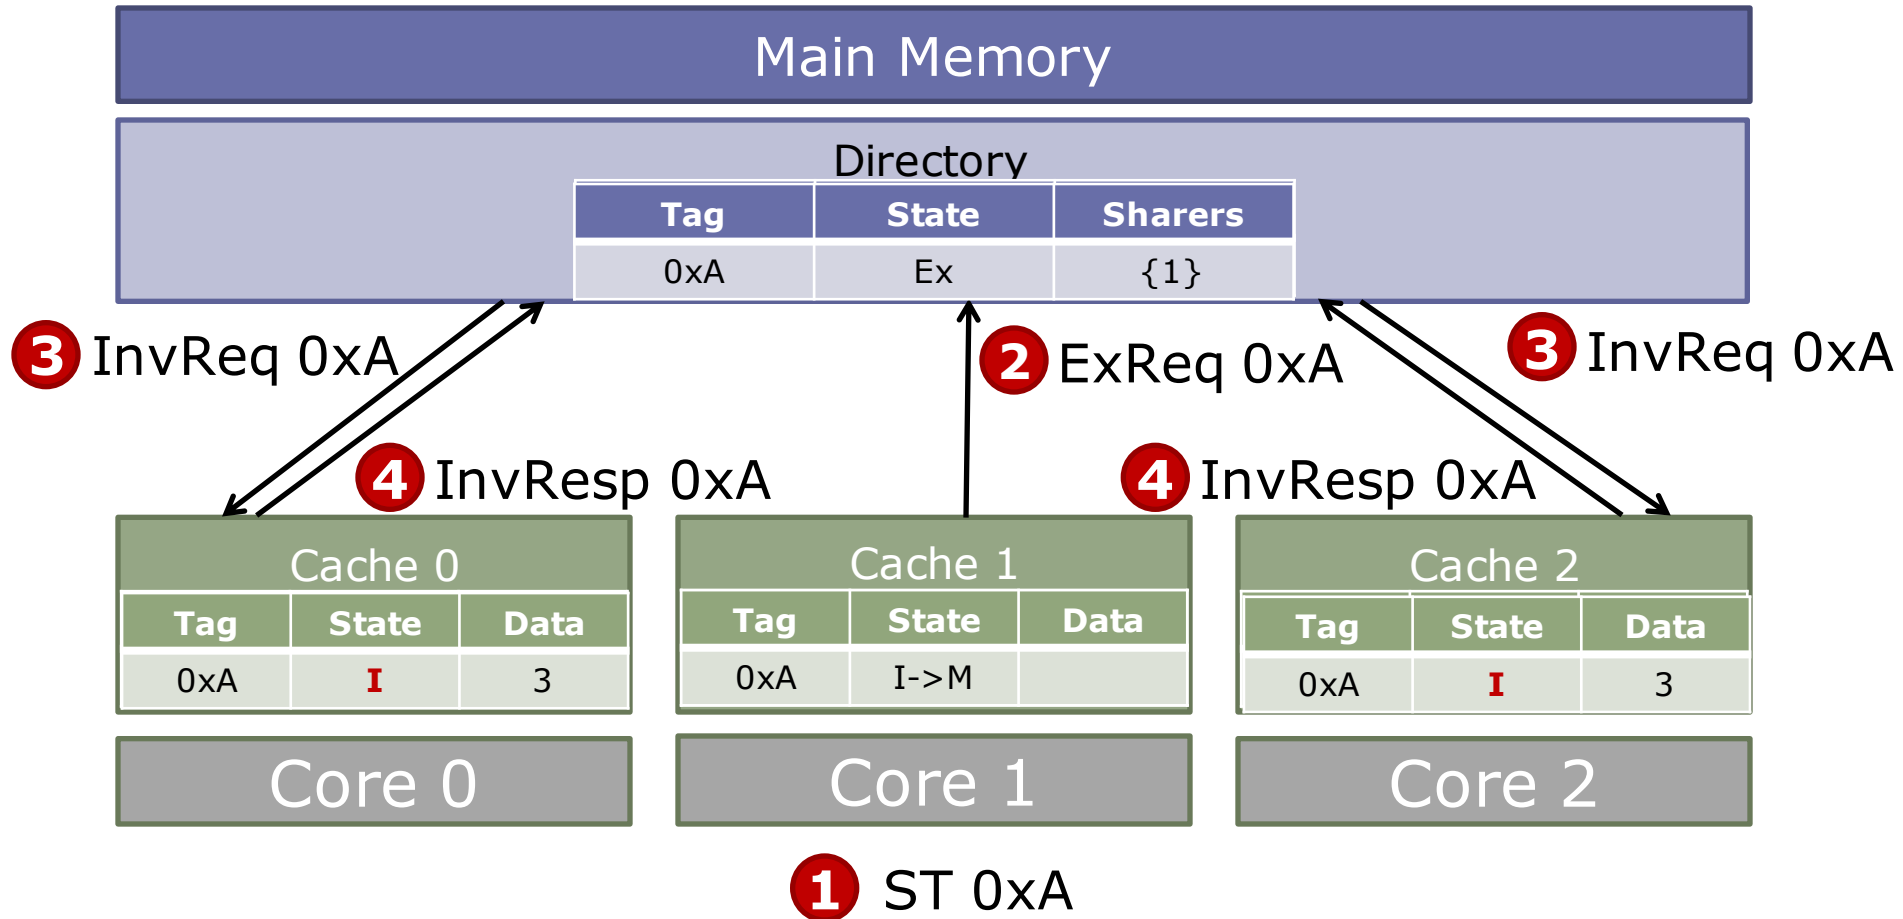 Main Memory
Directory
Tag State Sharers
0xA Ex {1}
3 InvReq 0xA
2 ExReq 0xA
3 InvReq 0xA
4 InvResp 0xA
4 InvResp 0xA
Cache 0
Tag State Data
0xA I 3
Core 0
Cache 1
Tag State Data
0xA I->M
Core 1
Cache 2
Tag State Data
0xA I 3
Core 2
1 ST 0xA